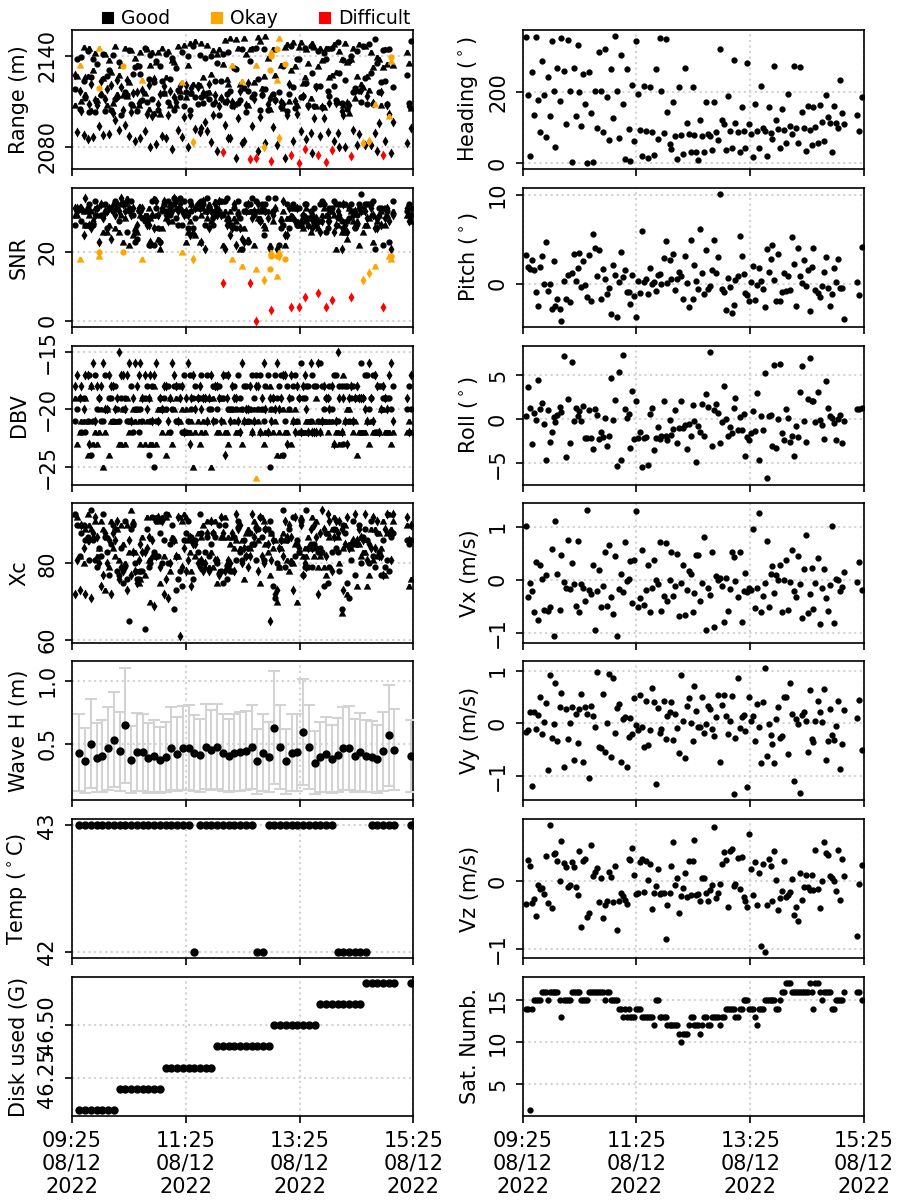 Good Okay Difficult
Range (m)
2140
2080
Heading (°)
200
0
SNR
20
0
Pitch (°)
10
0
DBV
−15
−20
−25
Roll (°)
5
0
−5
Xc
80
60
Vx (m/s)
1
0
−1
Wave H (m)
1.0
0.5
Vy (m/s)
1
0
−1
Temp (°C)
43
42
Vz (m/s)
0
−1
Disk used (G)
46.50
46.25
Sat. Numb.
15
10
5
09:25 11:25 13:25 15:25 09:25 11:25 13:25 15:25
08/12 08/12 08/12 08/12 08/12 08/12 08/12 08/12
2022 2022 2022 2022 2022 2022 2022 2022